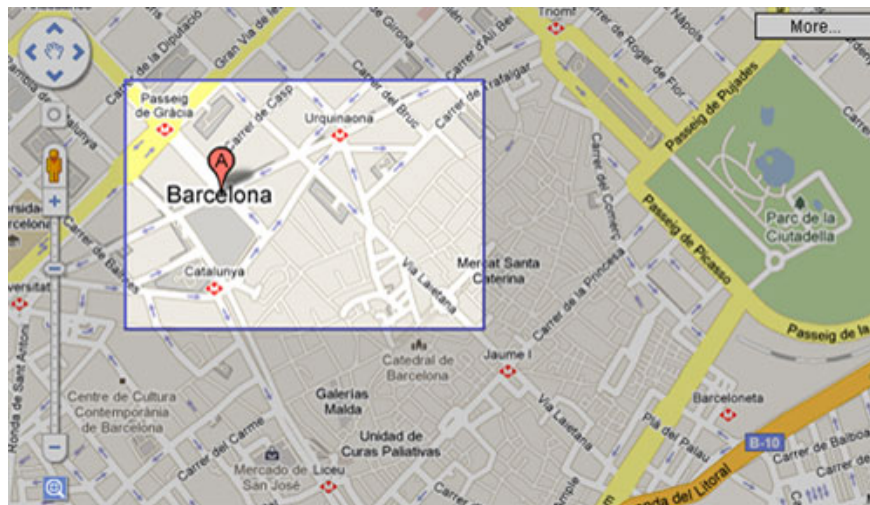 Triomf
More...
Carrer de la Diputació
Gran Via de les
Carrer de Girona
Carrer d'Alí Bei
Carrer de Roger de Flor
Carrer de Nàpols
Passeig
de Gràcia
Carrer de Casp
Urquinaona
Carrer del Bruc
Carrer de Trafalgar
Passeig de Pujades
A
Barcelona
Carrer del Comerç
Parc de la
Ciutadella
Passeig de Picasso
Carrer de Balmes
Catalunya
Via Laietana
Mercat Santa
Caterina
Carrer de la Princesa
Passeig de la
Ronda de Sant Antoni
Catedral de
Barcelona
Jaume I
Centre de Cultura
Contemporània
de Barcelona
Galerias
Malda
Barceloneta
Via Laietana
Pla del Palau
B-10
Carrer del Carme
Unidad de
Curas Paliativas
Carrer de Balboa
Mercado de
San José
Liceu
Ample
Ronda del Litoral